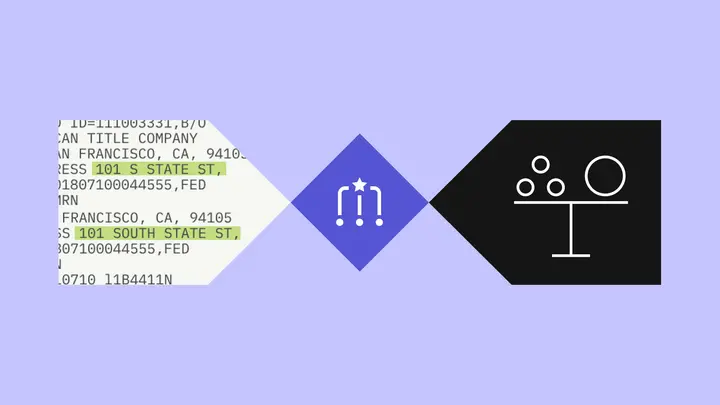 ID=111003331,B/O
CAN TITLE COMPANY
AN FRANCISCO, CA, 94105
RESS 101 S STATE ST,
01807100044555,FED
MRN
FRANCISCO, CA, 94105
SS 101 SOUTH STATE ST,
807100044555,FED
10710 l1B4411N